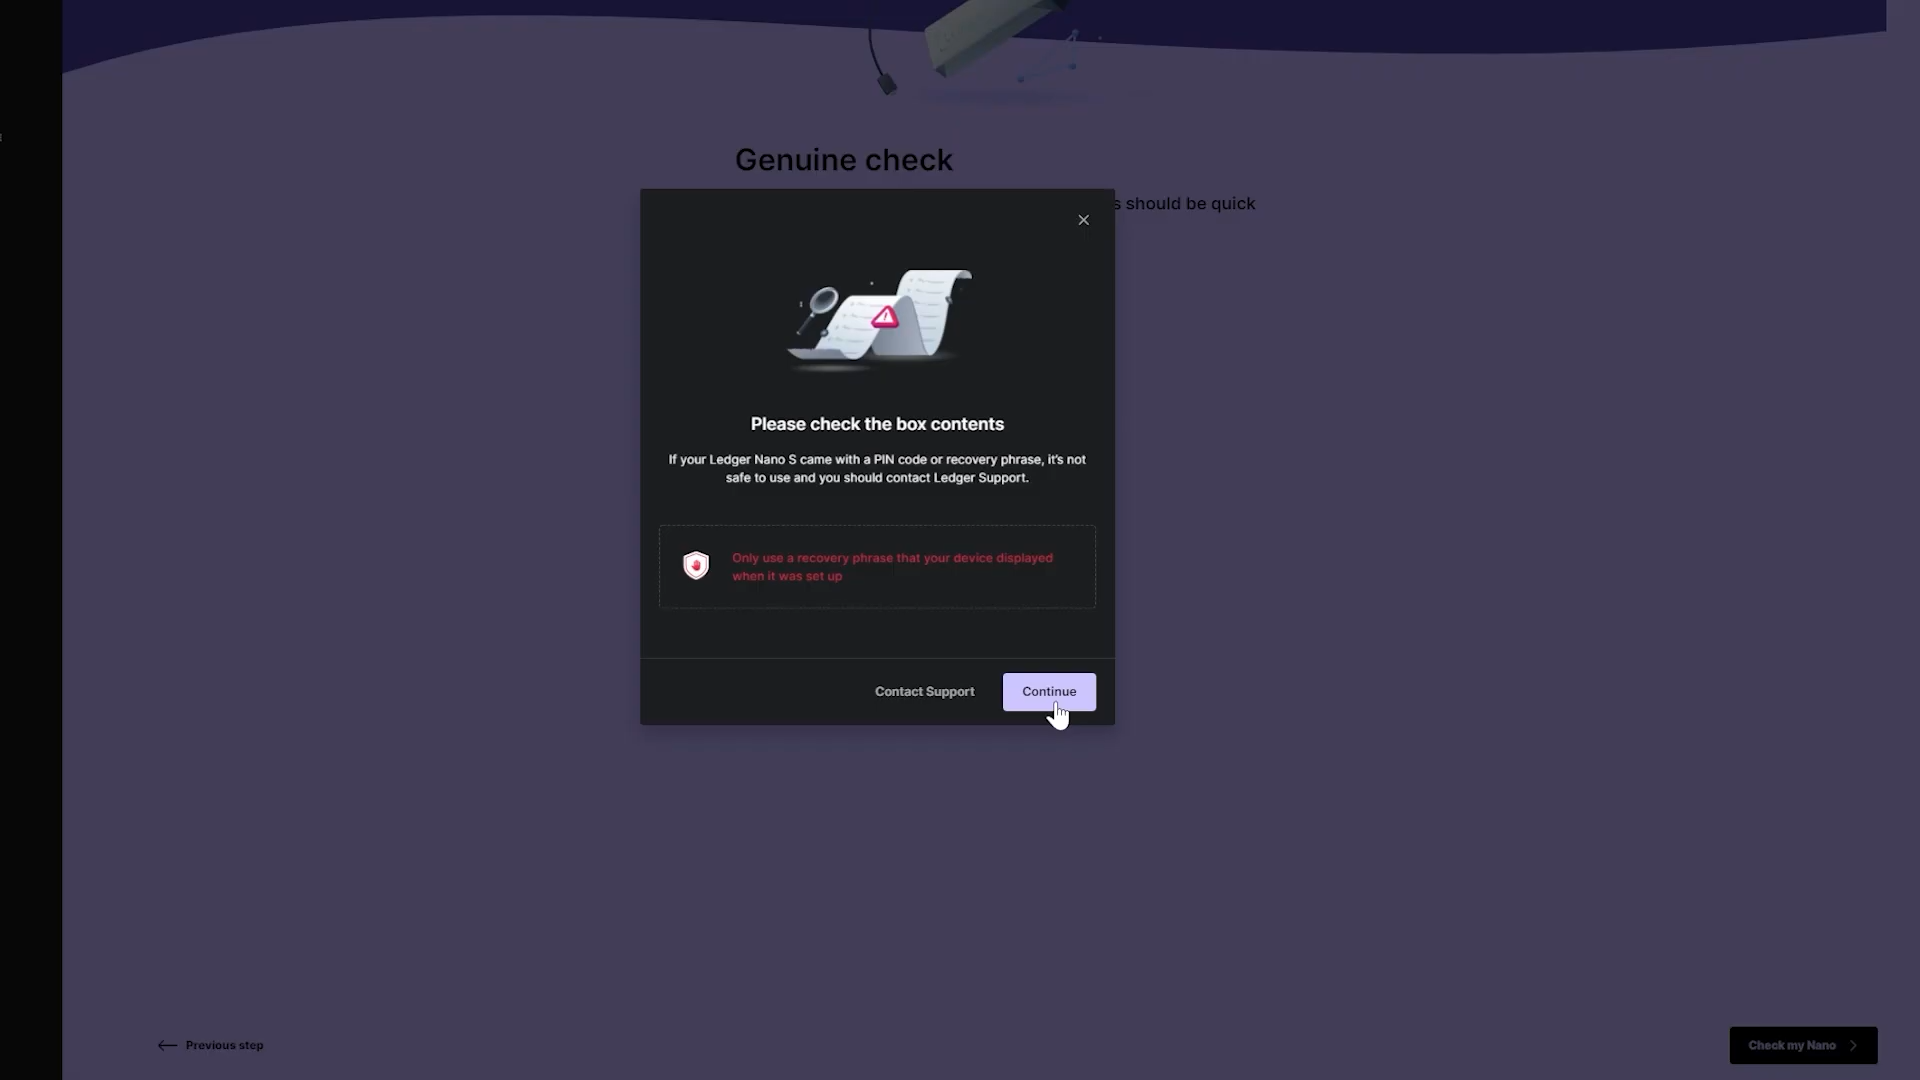 Genuine check
s should be quick
Please check the box contents
If your Ledger Nano S came with a PIN code or recovery phrase, it's not
safe to use and you should contact Ledger Support.
Only use a recovery phrase that your device displayed
when it was set up
Contact Support
Continue
Previous step
Check my Nano